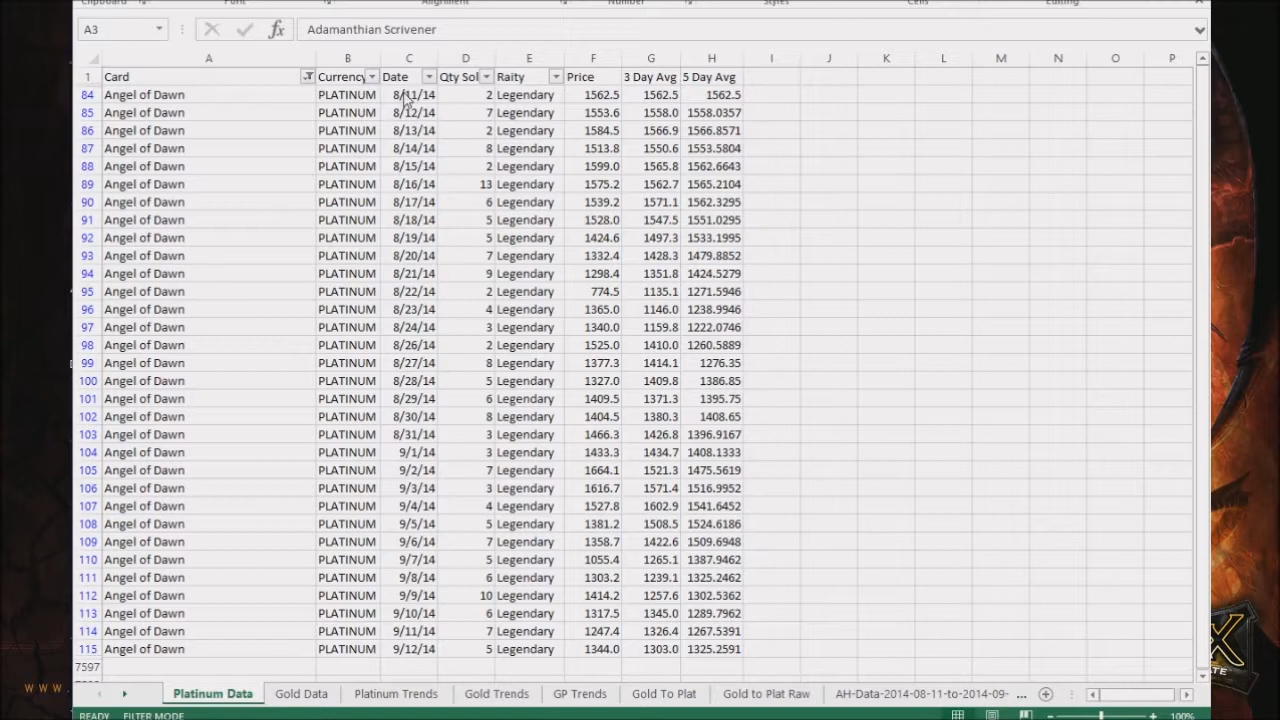 Clipboard Font Alignment Number Styles Cells Editing
A3 fx Adamanthian Scrivener
A B C D E F G H I J K L M N O P
1 Card Currency Date Qty Sol Raity Price 3 Day Avg 5 Day Avg
84 Angel of Dawn PLATINUM 8/11/14 2 Legendary 1562.5 1562.5 1562.5
85 Angel of Dawn PLATINUM 8/12/14 7 Legendary 1553.6 1558.0 1558.0357
86 Angel of Dawn PLATINUM 8/13/14 2 Legendary 1584.5 1566.9 1566.8571
87 Angel of Dawn PLATINUM 8/14/14 8 Legendary 1513.8 1550.6 1553.5804
88 Angel of Dawn PLATINUM 8/15/14 2 Legendary 1599.0 1565.8 1562.6643
89 Angel of Dawn PLATINUM 8/16/14 13 Legendary 1575.2 1562.7 1565.2104
90 Angel of Dawn PLATINUM 8/17/14 6 Legendary 1539.2 1571.1 1562.3295
91 Angel of Dawn PLATINUM 8/18/14 5 Legendary 1528.0 1547.5 1551.0295
92 Angel of Dawn PLATINUM 8/19/14 5 Legendary 1424.6 1497.3 1533.1995
93 Angel of Dawn PLATINUM 8/20/14 7 Legendary 1332.4 1428.3 1479.8852
94 Angel of Dawn PLATINUM 8/21/14 9 Legendary 1298.4 1351.8 1424.5279
95 Angel of Dawn PLATINUM 8/22/14 2 Legendary 774.5 1135.1 1271.5946
96 Angel of Dawn PLATINUM 8/23/14 4 Legendary 1365.0 1146.0 1238.9946
97 Angel of Dawn PLATINUM 8/24/14 3 Legendary 1340.0 1159.8 1222.0746
98 Angel of Dawn PLATINUM 8/26/14 2 Legendary 1525.0 1410.0 1260.5889
99 Angel of Dawn PLATINUM 8/27/14 8 Legendary 1377.3 1414.1 1276.35
100 Angel of Dawn PLATINUM 8/28/14 5 Legendary 1327.0 1409.8 1386.85
101 Angel of Dawn PLATINUM 8/29/14 6 Legendary 1409.5 1371.3 1395.75
102 Angel of Dawn PLATINUM 8/30/14 8 Legendary 1404.5 1380.3 1408.65
103 Angel of Dawn PLATINUM 8/31/14 3 Legendary 1466.3 1426.8 1396.9167
104 Angel of Dawn PLATINUM 9/1/14 3 Legendary 1433.3 1434.7 1408.1333
105 Angel of Dawn PLATINUM 9/2/14 7 Legendary 1664.1 1521.3 1475.5619
106 Angel of Dawn PLATINUM 9/3/14 3 Legendary 1616.7 1571.4 1516.9952
107 Angel of Dawn PLATINUM 9/4/14 4 Legendary 1527.8 1602.9 1541.6452
108 Angel of Dawn PLATINUM 9/5/14 5 Legendary 1381.2 1508.5 1524.6186
109 Angel of Dawn PLATINUM 9/6/14 7 Legendary 1358.7 1422.6 1509.6948
110 Angel of Dawn PLATINUM 9/7/14 5 Legendary 1055.4 1265.1 1387.9462
111 Angel of Dawn PLATINUM 9/8/14 6 Legendary 1303.2 1239.1 1325.2462
112 Angel of Dawn PLATINUM 9/9/14 10 Legendary 1414.2 1257.6 1302.5362
113 Angel of Dawn PLATINUM 9/10/14 6 Legendary 1317.5 1345.0 1289.7962
114 Angel of Dawn PLATINUM 9/11/14 7 Legendary 1247.4 1326.4 1267.5391
115 Angel of Dawn PLATINUM 9/12/14 5 Legendary 1344.0 1303.0 1325.2591
7597
Platinum Data Gold Data Platinum Trends Gold Trends GP Trends Gold To Plat Gold to Plat Raw AH-Data-2014-08-11-to-2014-09- ...
READY FILTER MODE 100%
WWW.